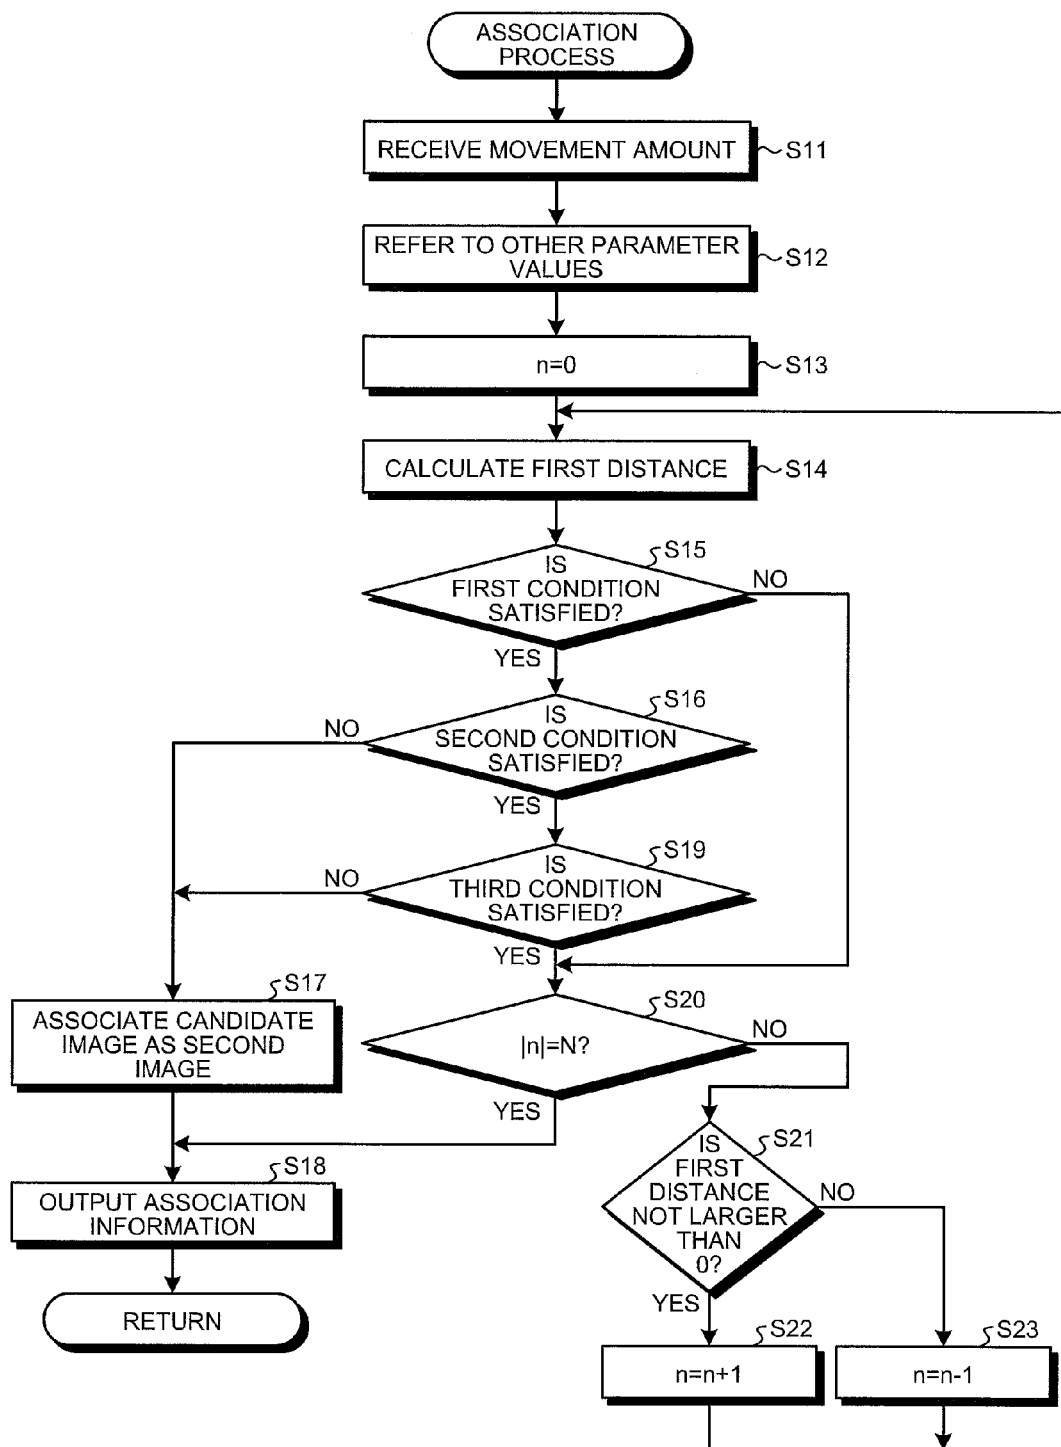 ASSOCIATION
PROCESS
RECEIVE MOVEMENT AMOUNT
S11
REFER TO OTHER PARAMETER
VALUES
S12
n=0
S13
CALCULATE FIRST DISTANCE
S14
S15
IS
FIRST CONDITION
SATISFIED?
NO
YES
S16
IS
SECOND CONDITION
SATISFIED?
NO
YES
S19
IS
THIRD CONDITION
SATISFIED?
NO
YES
S17
ASSOCIATE CANDIDATE
IMAGE AS SECOND
IMAGE
S20
|n|=N?
NO
YES
S18
OUTPUT ASSOCIATION
INFORMATION
RETURN
S21
IS
FIRST
DISTANCE
NOT LARGER
THAN
0?
NO
YES
S22
n=n+1
S23
n=n-1